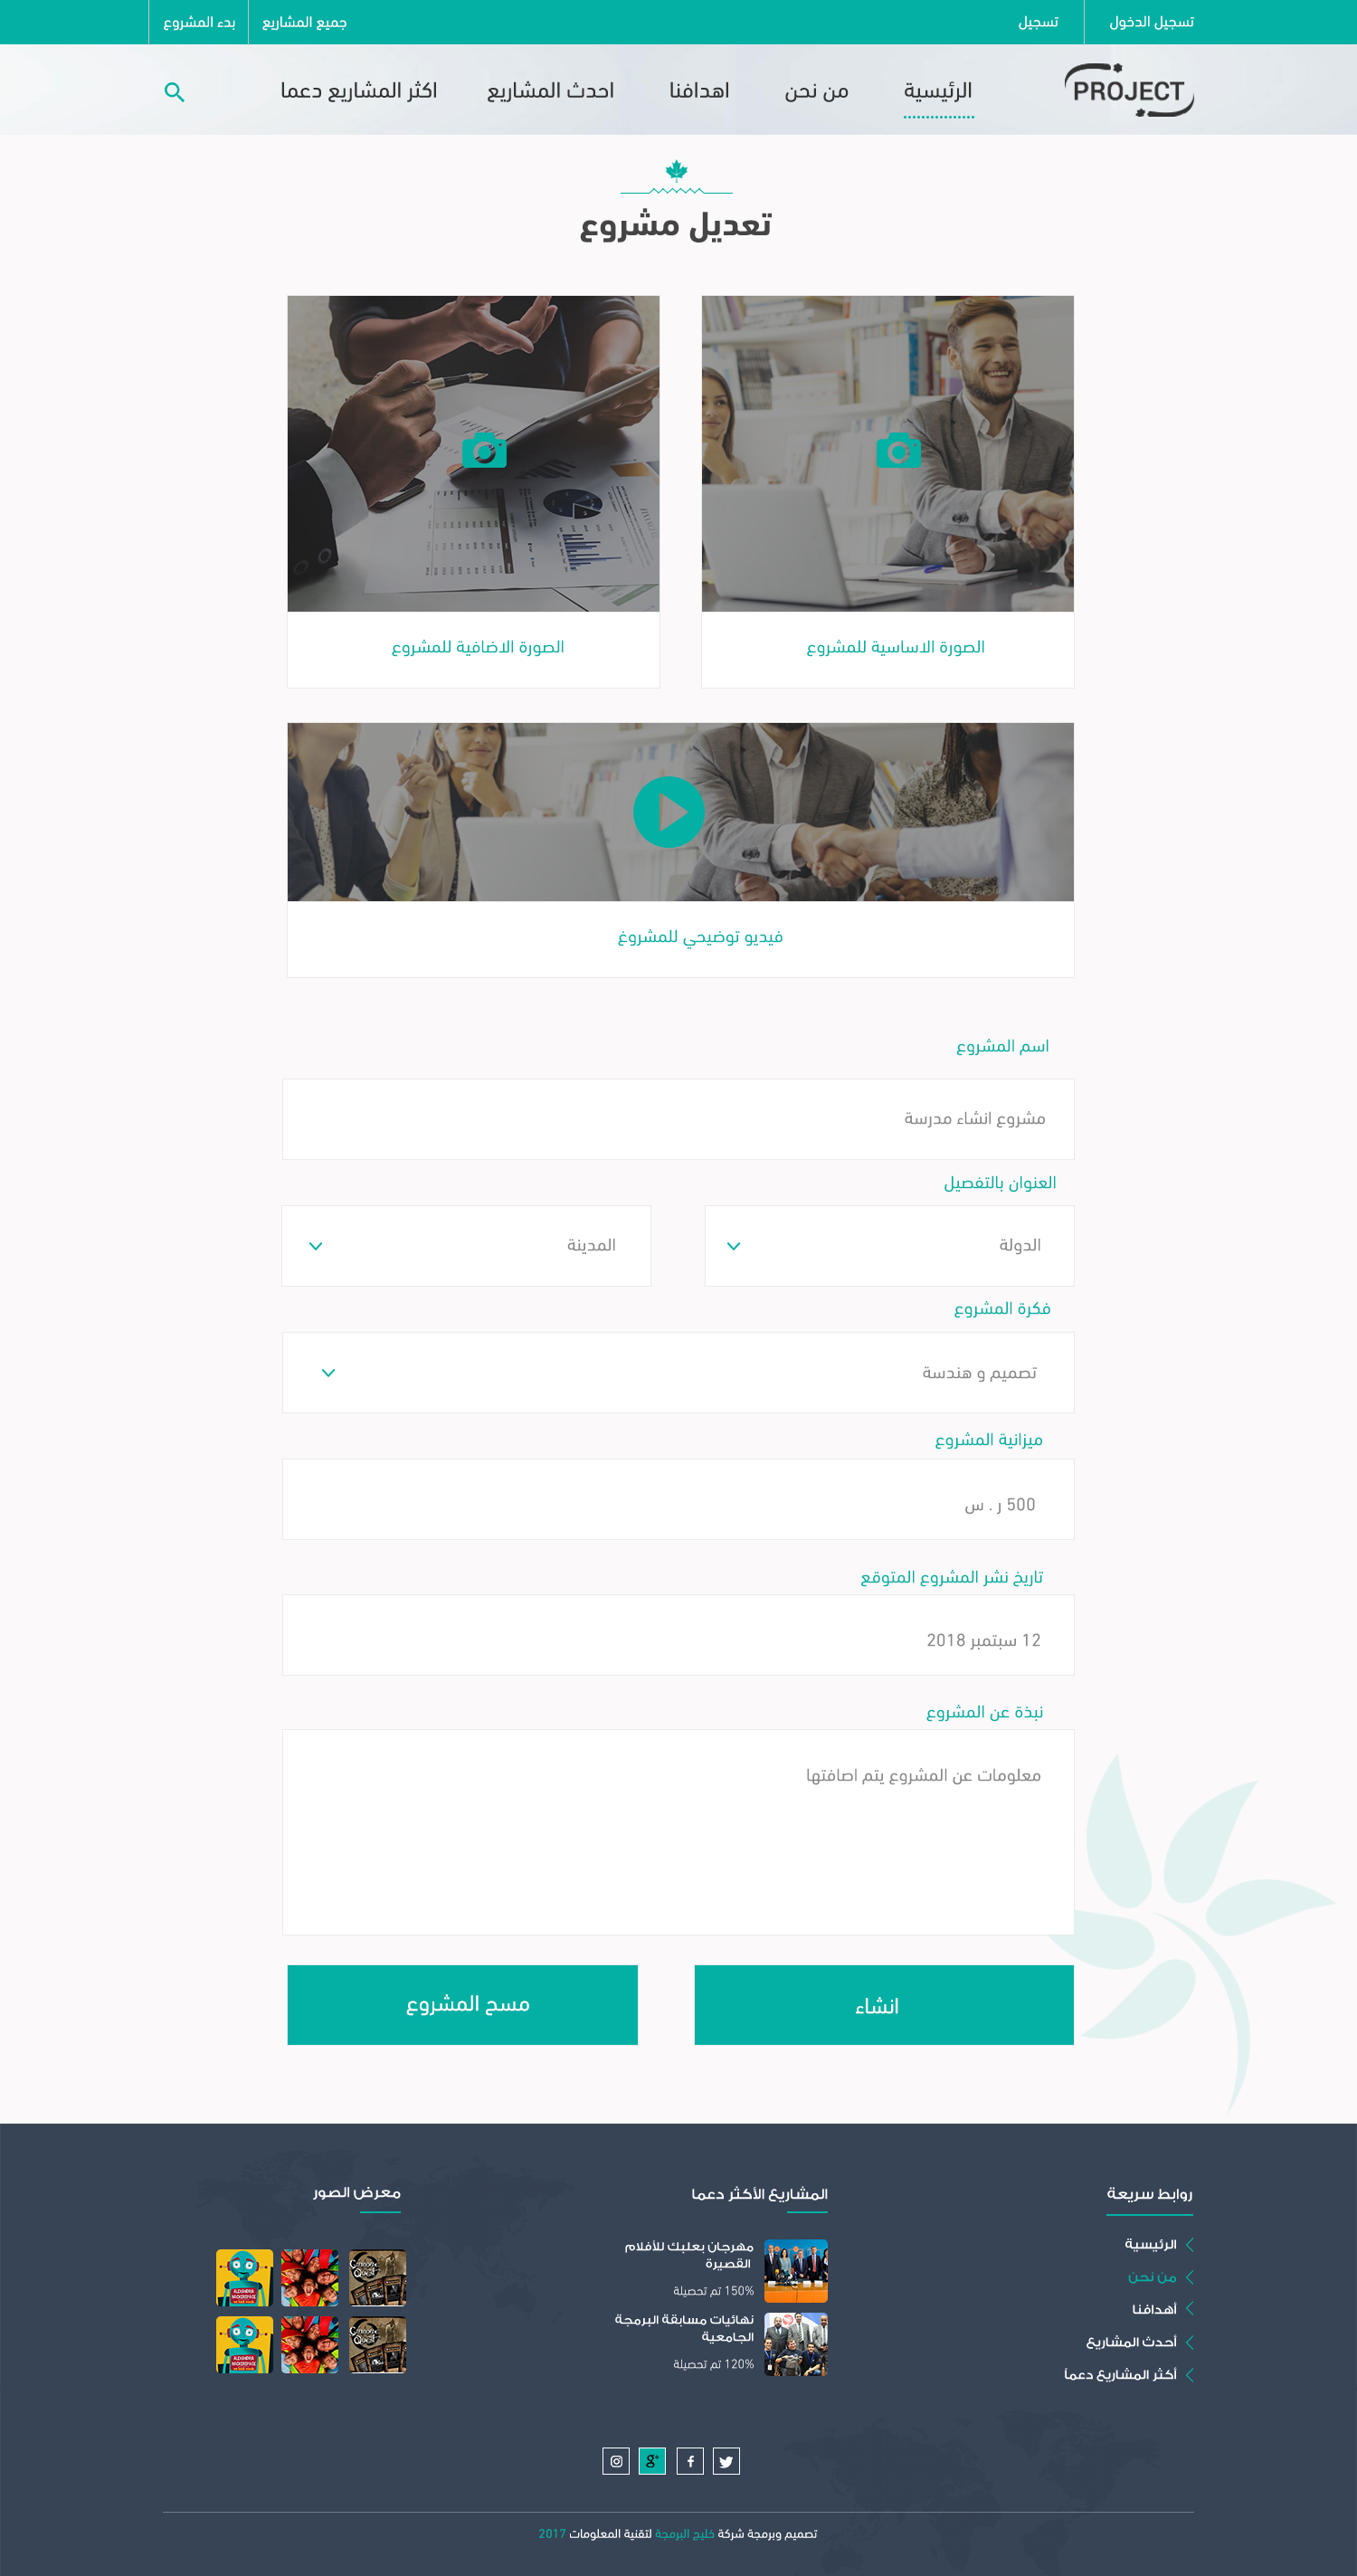 تسجيل الدخول
تسجيل
جميع المشاريع
بدء المشروع
PROJECT
الرئيسية
من نحن
اهدافنا
احدث المشاريع
اكثر المشاريع دعما
تعديل مشروع
الصورة الاساسية للمشروع
الصورة الاضافية للمشروع
فيديو توضيحي للمشروغ
اسم المشروع
مشروع انشاء مدرسة
العنوان بالتفصيل
الدولة
المدينة
فكرة المشروع
تصميم و هندسة
ميزانية المشروع
500 ر . س
تاريخ نشر المشروع المتوقع
12 سبتمبر 2018
نبذة عن المشروع
معلومات عن المشروع يتم اضافتها
انشاء
مسح المشروع
روابط سريعة
الرئيسية
من نحن
أهدافنا
أحدث المشاريع
أكثر المشاريع دعماً
المشاريع الأكثر دعما
مهرجان بعلبك للأفلام
القصيرة
150% تم تحصيلة
نهائيات مسابقة البرمجة
الجامعية
120% تم تحصيلة
معرض الصور
تصميم وبرمجة شركة خليج البرمجة لتقنية المعلومات 2017